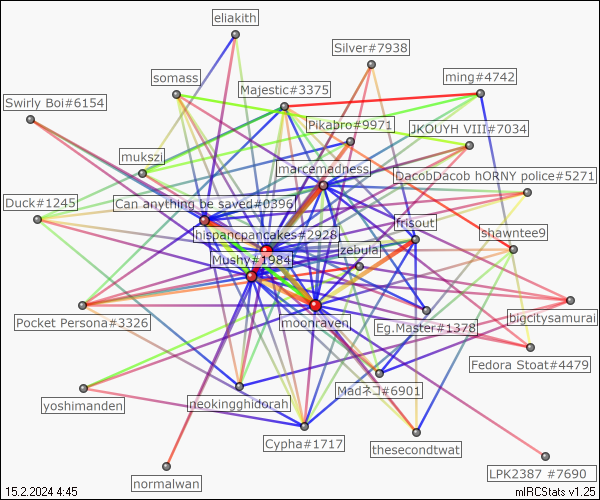 eliakith
Silver#7938
somass
ming#4742
Majestic#3375
Swirly Boi#6154
Pikabro#9971
JKOUYH VIII#7034
mukszi
marcemadness
DacobDacob hORNY police#5271
Duck#1245
Can anything be saved#0396
frisout
bispancpancakes#2928
shawntee9
zebula
Mushy#1984
Pocket Persona#3326
moonraven
Eg.Master#1378
bigcitysamurai
Fedora Stoat#4479
yoshimanden
neokingghidorah
Madネコ#6901
Cypha#1717
thesecondtwat
normalwan
LPK2387 #7690
15.2.2024 4:45
mIRCStats v1.25